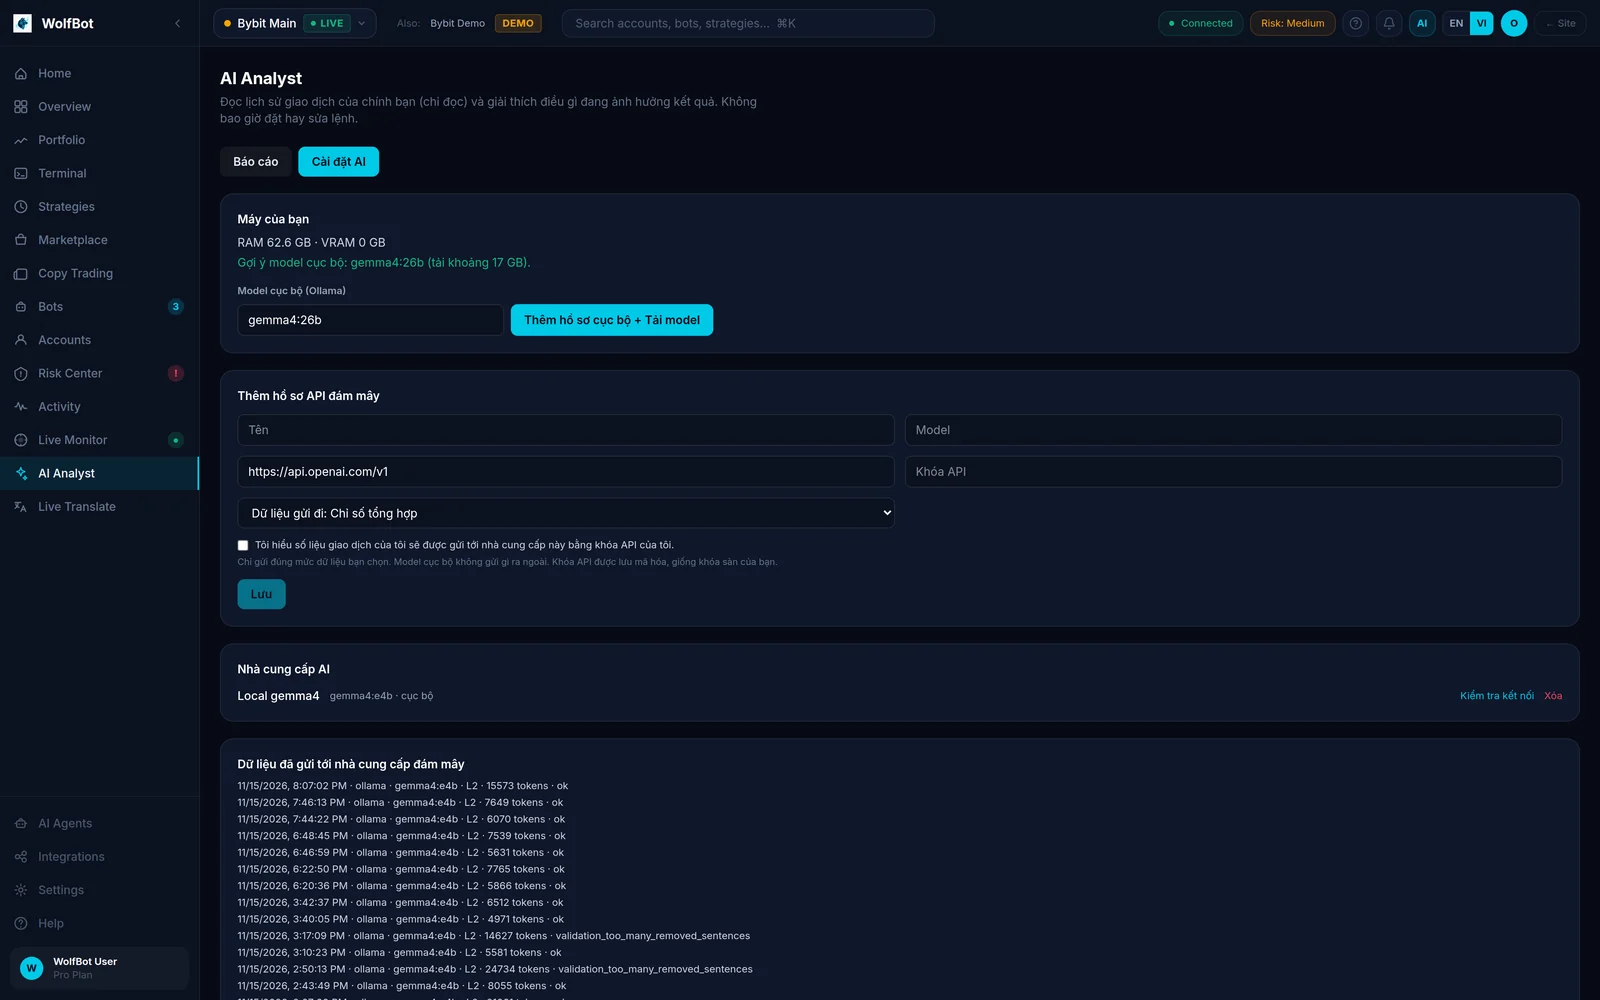 WolfBot
Bybit Main
LIVE
Also:
Bybit Demo
DEMO
Search accounts, bots, strategies... ⌘K
Connected
Risk: Medium
AI
EN
VI
O
← Site
Home
Overview
Portfolio
Terminal
Strategies
Marketplace
Copy Trading
Bots
3
Accounts
Risk Center
!
Activity
Live Monitor
AI Analyst
Live Translate
AI Agents
Integrations
Settings
Help
W
WolfBot User
Pro Plan
AI Analyst
Đọc lịch sử giao dịch của chính bạn (chỉ đọc) và giải thích điều gì đang ảnh hưởng kết quả. Không
bao giờ đặt hay sửa lệnh.
Báo cáo
Cài đặt AI
Máy của bạn
RAM 62.6 GB · VRAM 0 GB
Gợi ý model cục bộ: gemma4:26b (tải khoảng 17 GB).
Model cục bộ (Ollama)
gemma4:26b
Thêm hồ sơ cục bộ + Tải model
Thêm hồ sơ API đám mây
Tên
Model
https://api.openai.com/v1
Khóa API
Dữ liệu gửi đi: Chỉ số tổng hợp
Tôi hiểu số liệu giao dịch của tôi sẽ được gửi tới nhà cung cấp này bằng khóa API của tôi.
Chỉ gửi đúng mức dữ liệu bạn chọn. Model cục bộ không gửi gì ra ngoài. Khóa API được lưu mã hóa, giống khóa sàn của bạn.
Lưu
Nhà cung cấp AI
Local gemma4
gemma4:e4b · cục bộ
Kiểm tra kết nối
Xóa
Dữ liệu đã gửi tới nhà cung cấp đám mây
11/15/2026, 8:07:02 PM · ollama · gemma4:e4b · L2 · 15573 tokens · ok
11/15/2026, 7:46:13 PM · ollama · gemma4:e4b · L2 · 7649 tokens · ok
11/15/2026, 7:44:22 PM · ollama · gemma4:e4b · L2 · 6070 tokens · ok
11/15/2026, 6:48:45 PM · ollama · gemma4:e4b · L2 · 7539 tokens · ok
11/15/2026, 6:46:59 PM · ollama · gemma4:e4b · L2 · 5631 tokens · ok
11/15/2026, 6:22:50 PM · ollama · gemma4:e4b · L2 · 7765 tokens · ok
11/15/2026, 6:20:36 PM · ollama · gemma4:e4b · L2 · 5866 tokens · ok
11/15/2026, 3:42:37 PM · ollama · gemma4:e4b · L2 · 6512 tokens · ok
11/15/2026, 3:40:05 PM · ollama · gemma4:e4b · L2 · 4971 tokens · ok
11/15/2026, 3:17:09 PM · ollama · gemma4:e4b · L2 · 14627 tokens · validation_too_many_removed_sentences
11/15/2026, 3:10:23 PM · ollama · gemma4:e4b · L2 · 5581 tokens · ok
11/15/2026, 2:50:13 PM · ollama · gemma4:e4b · L2 · 24734 tokens · validation_too_many_removed_sentences
11/15/2026, 2:43:49 PM · ollama · gemma4:e4b · L2 · 8055 tokens · ok